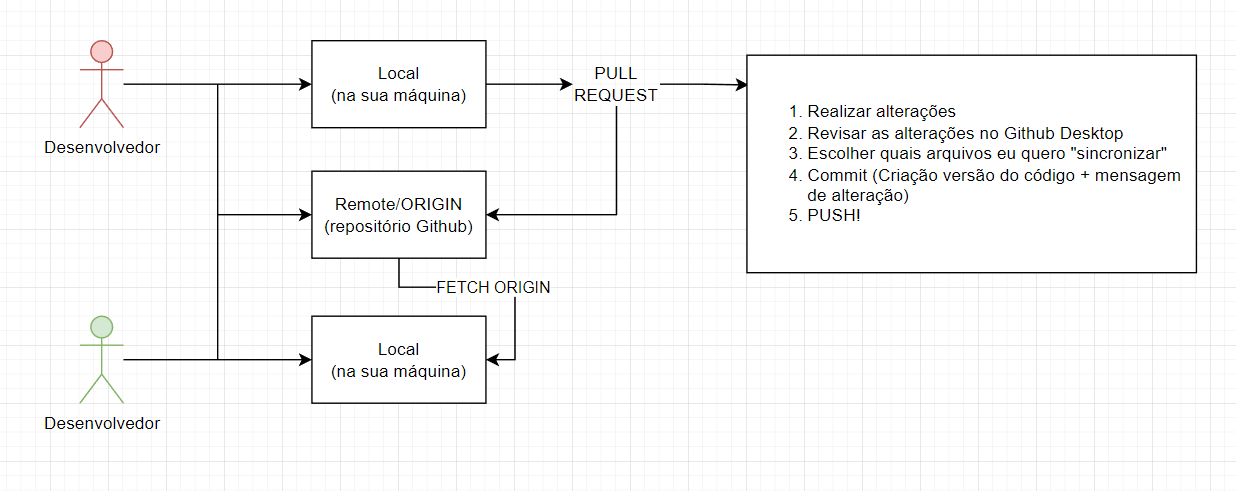 Desenvolvedor
Local
(na sua máquina)
PULL
REQUEST
1. Realizar alterações
2. Revisar as alterações no Github Desktop
3. Escolher quais arquivos eu quero "sincronizar"
4. Commit (Criação versão do código + mensagem
de alteração)
5. PUSH!
Remote/ORIGIN
(repositório Github)
FETCH ORIGIN
Desenvolvedor
Local
(na sua máquina)